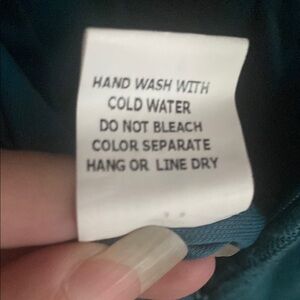 HAND WASH WITH
COLD WATER
DO NOT BLEACH
COLOR SEPARATE
HANG OR LINE DRY